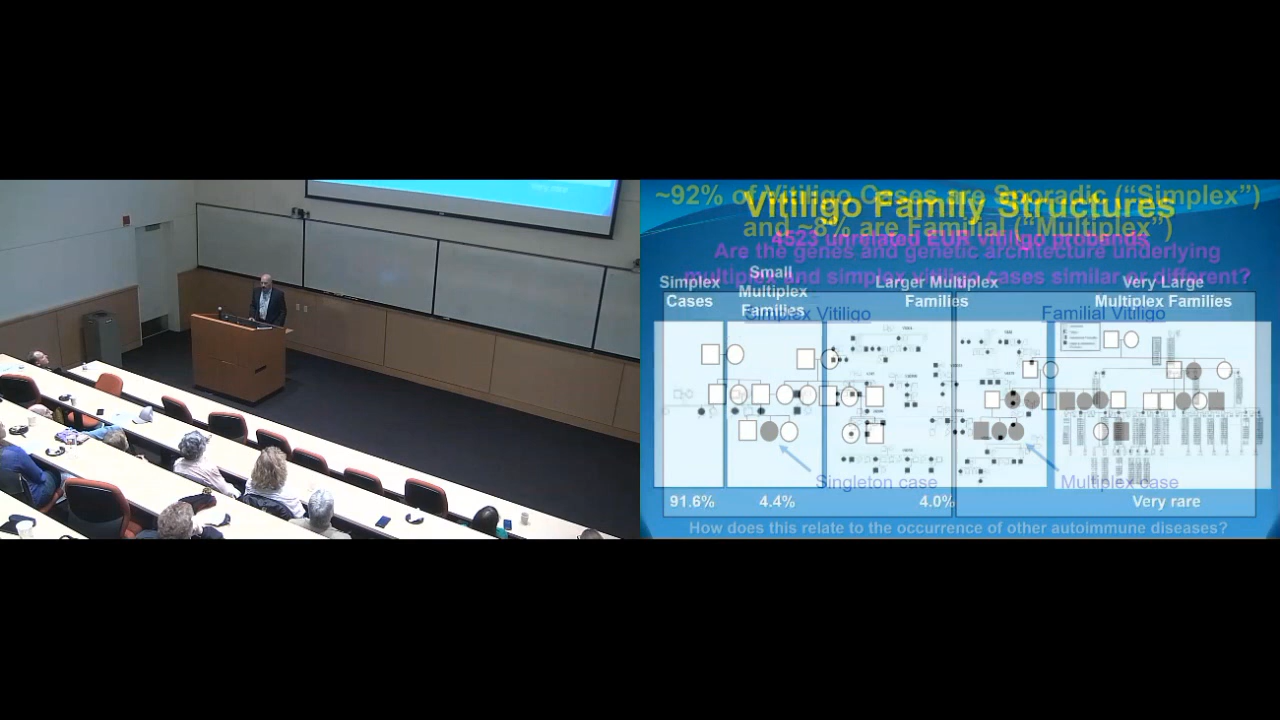 ~92% of Vitiligo Cases are Sporadic (“Simplex”)
and ~8% are Familial (“Multiplex”)
Vitiligo Family Structures
4523 unrelated EUR vitiligo probands
Are the genes and genetic architecture underlying
multiplex and simplex vitiligo cases similar or different?
Simplex
Cases
Small
Multiplex
Families
Larger Multiplex
Families
Very Large
Multiplex Families
Simplex Vitiligo
Familial Vitiligo
Singleton case
Multiplex case
91.6%
4.4%
4.0%
Very rare
How does this relate to the occurrence of other autoimmune diseases?
Very rare